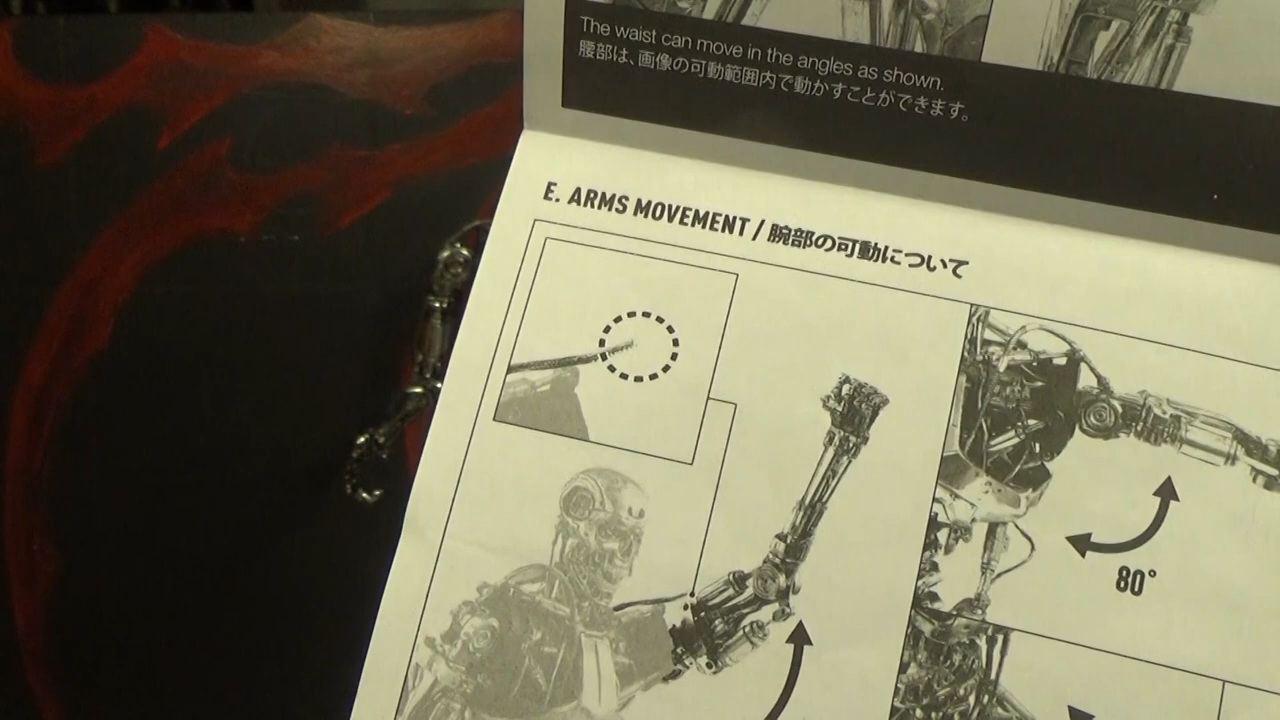 The waist can move in the angles as shown.
腰部は、画像の可動範囲内で動かすことができます。
E. ARMS MOVEMENT / 腕部の可動について
80°